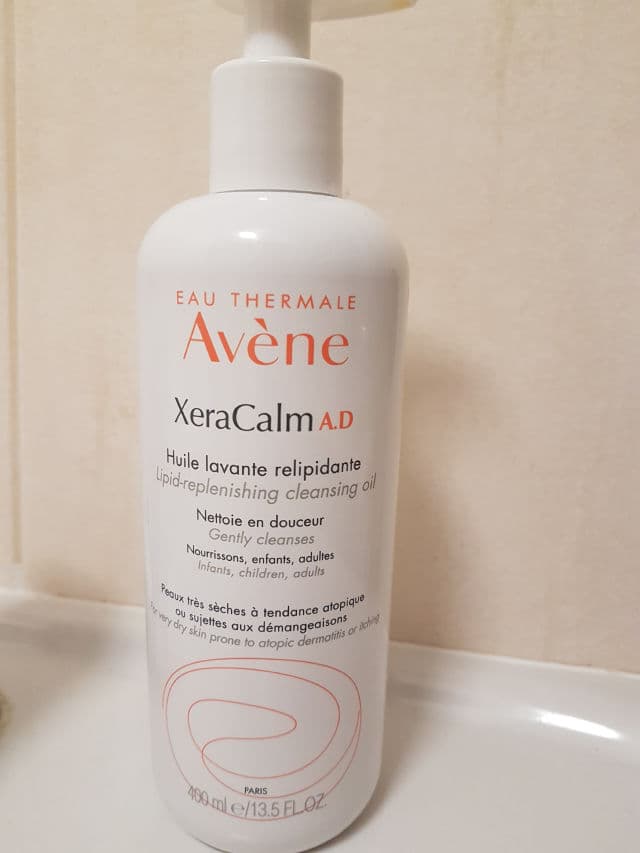 EAU THERMALE
Avène
XeraCalm A.D
Huile lavante relipidante
Lipid-replenishing cleansing oil
Nettoie en douceur
Gently cleanses
Nourrissons, enfants, adultes
Infants, children, adults
Peaux très sèches à tendance atopique
ou sujettes aux démangeaisons
For very dry skin prone to atopic dermatitis or itching
PARIS
400 ml e/13.5 FL.OZ.